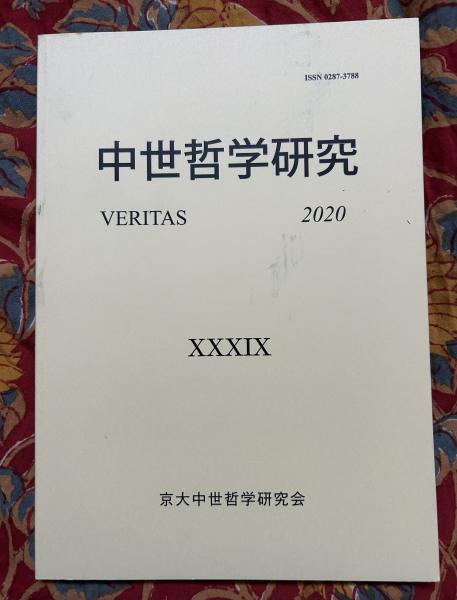 ISSN 0287-3788
中世哲学研究
VERITAS 2020
XXXIX
京大中世哲学研究会